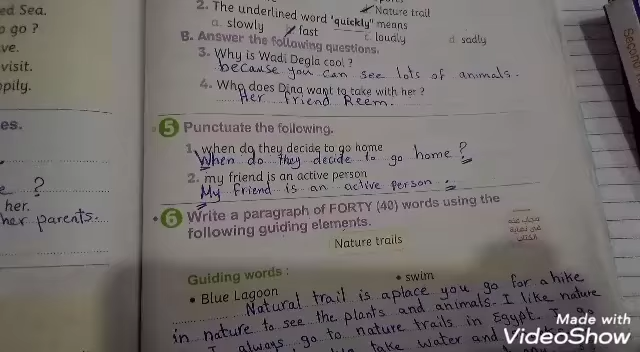 ed Sea.
go ?
ve.
visit.
pily.
es.
?
her.
her parents.
Nature trail
2. The underlined word "quickly" means
a. slowly
fast
c. loudly
d. sadly
B. Answer the following questions.
3. Why is Wadi Degla cool ?
because you can see lots of animals.
4. Who does Dina want to take with her ?
Her friend Reem.
5 Punctuate the following.
1. when do they decide to go home
When do they decide to go home ?
2. my friend is an active person
My friend is an active person.
6 Write a paragraph of FORTY (40) words using the
following guiding elements.
Nature trails
Guiding words :
• Blue Lagoon
• swim
Natural trail is aplace you go for a hike
in nature to see the plants and animals. I like nature
I always go to nature trails in Egypt. I go
take water and
Made with
VideoShow